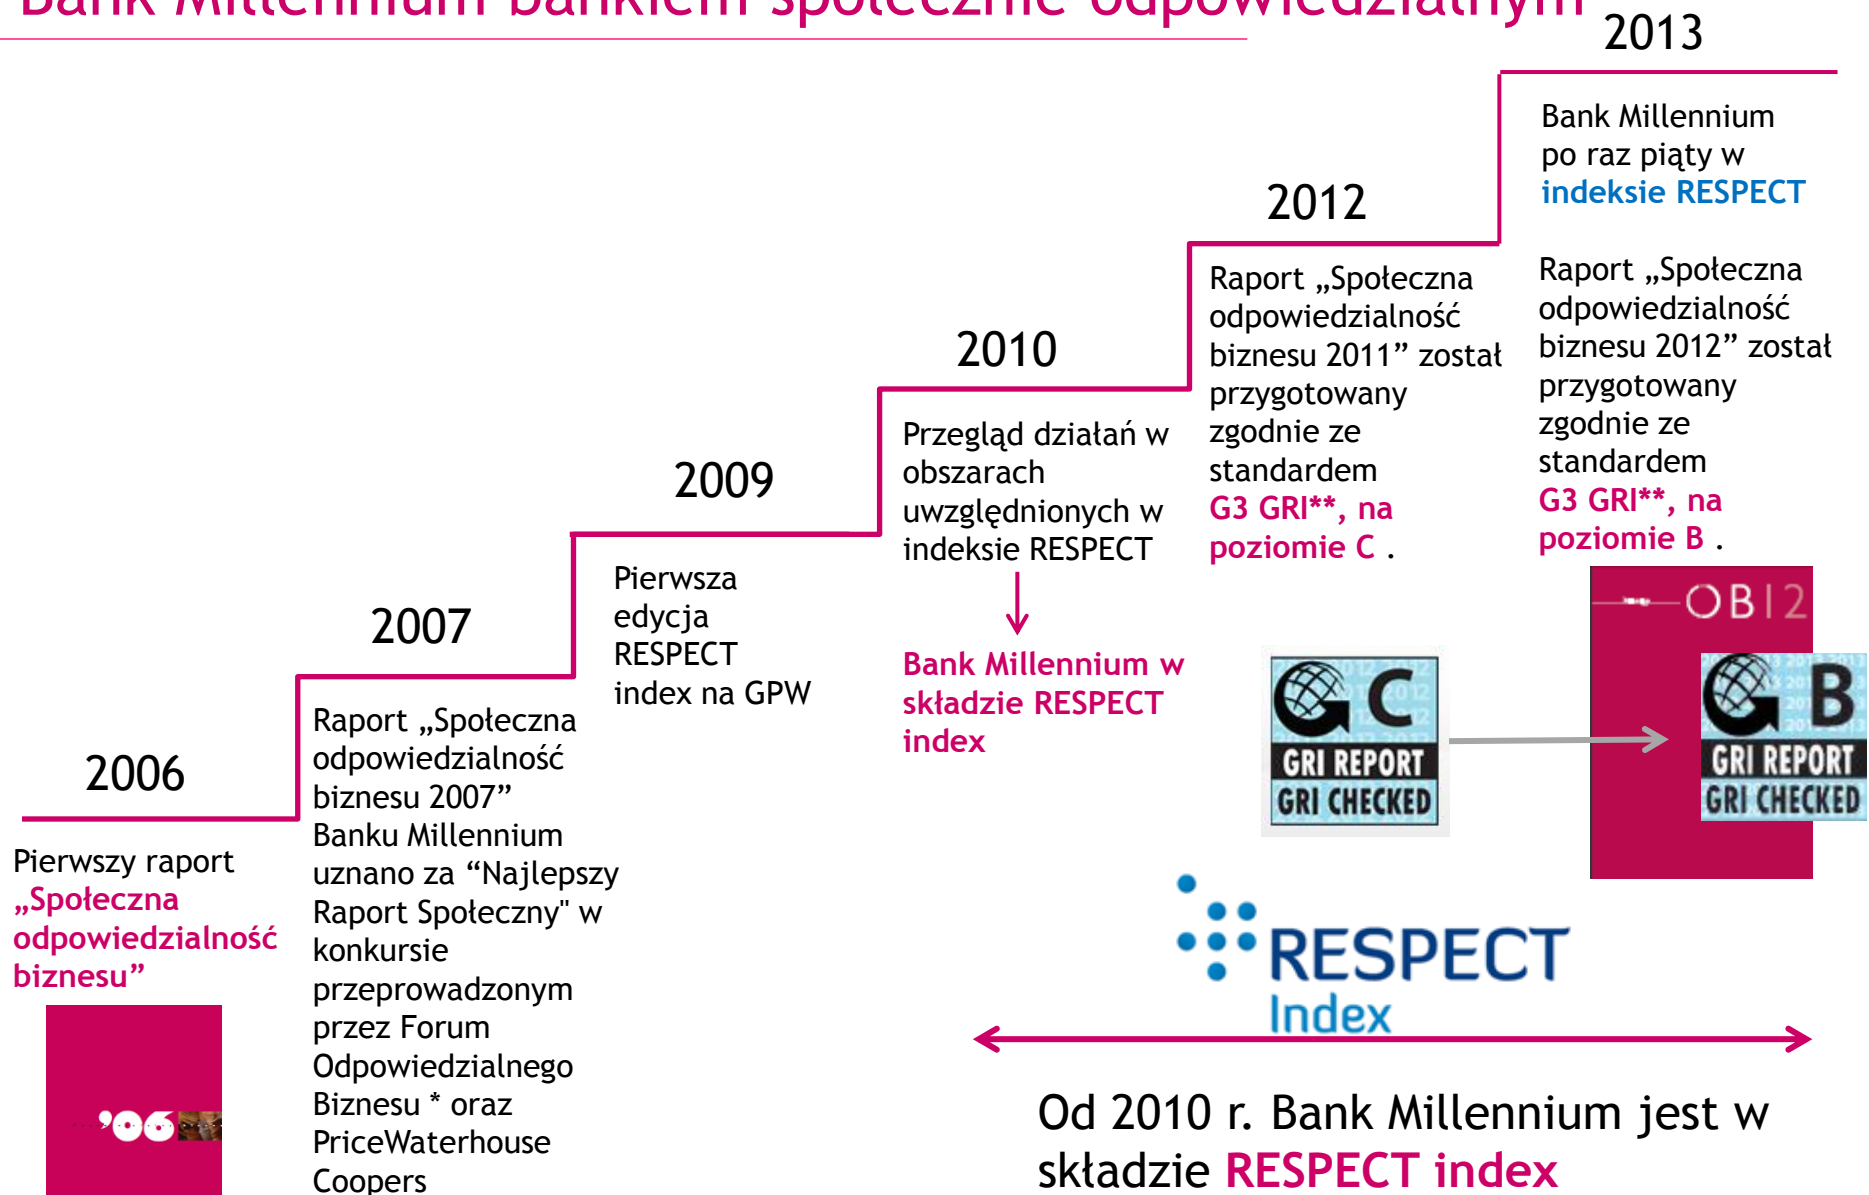 Bank Millennium bankiem społecznie odpowiedzialnym
2006
Pierwszy raport
„Społeczna
odpowiedzialność
biznesu”
’06
2007
Raport „Społeczna
odpowiedzialność
biznesu 2007”
Banku Millennium
uznano za “Najlepszy
Raport Społeczny" w
konkursie
przeprowadzonym
przez Forum
Odpowiedzialnego
Biznesu * oraz
PriceWaterhouse
Coopers
2009
Pierwsza
edycja
RESPECT
index na GPW
2010
Przegląd działań w
obszarach
uwzględnionych w
indeksie RESPECT
Bank Millennium w
składzie RESPECT
index
2012
Raport „Społeczna
odpowiedzialność
biznesu 2011” został
przygotowany
zgodnie ze
standardem
G3 GRI**, na
poziomie C .
C
GRI REPORT
GRI CHECKED
2013
Bank Millennium
po raz piąty w
indeksie RESPECT
Raport „Społeczna
odpowiedzialność
biznesu 2012” został
przygotowany
zgodnie ze
standardem
G3 GRI**, na
poziomie B .
OB12
B
GRI REPORT
GRI CHECKED
RESPECT
Index
Od 2010 r. Bank Millennium jest w
składzie RESPECT index